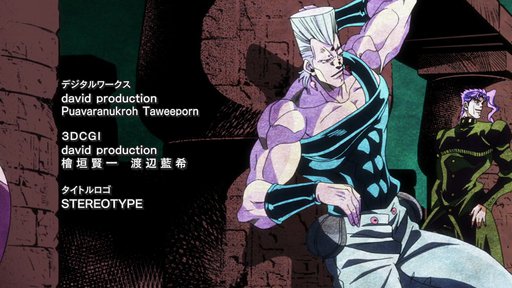 デジタルワークス
david production
Puavaranukroh Taweeporn
3DCGI
david production
檜垣賢一　渡辺藍希
タイトルロゴ
STEREOTYPE